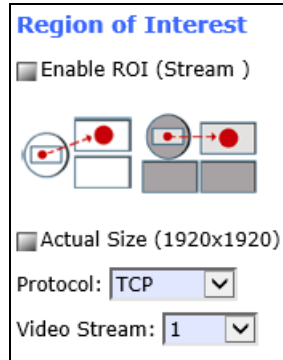 Region of Interest
Enable ROI (Stream )
Actual Size (1920x1920)
Protocol: TCP
Video Stream: 1